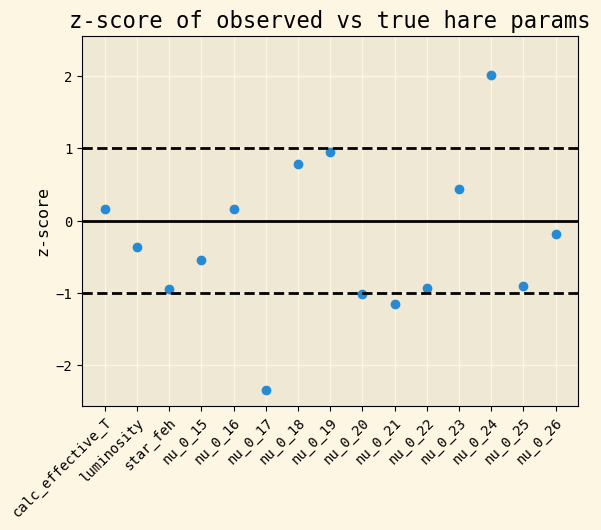 z-score of observed vs true hare params
z-score
2
1
0
−1
−2
calc_effective_T
luminosity
star_feh
nu_0_15
nu_0_16
nu_0_17
nu_0_18
nu_0_19
nu_0_20
nu_0_21
nu_0_22
nu_0_23
nu_0_24
nu_0_25
nu_0_26